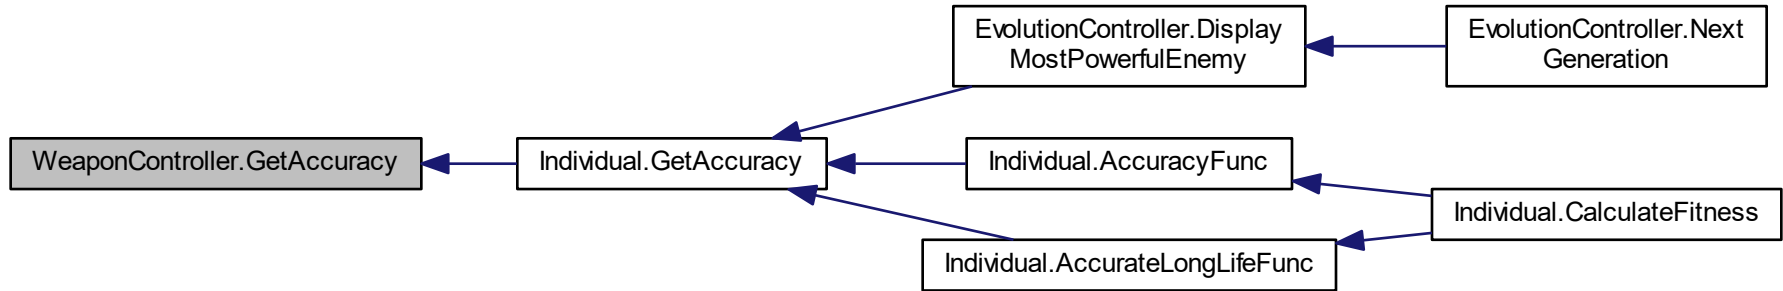 EvolutionController.Display
MostPowerfulEnemy
EvolutionController.Next
Generation
WeaponController.GetAccuracy
Individual.GetAccuracy
Individual.AccuracyFunc
Individual.CalculateFitness
Individual.AccurateLongLifeFunc